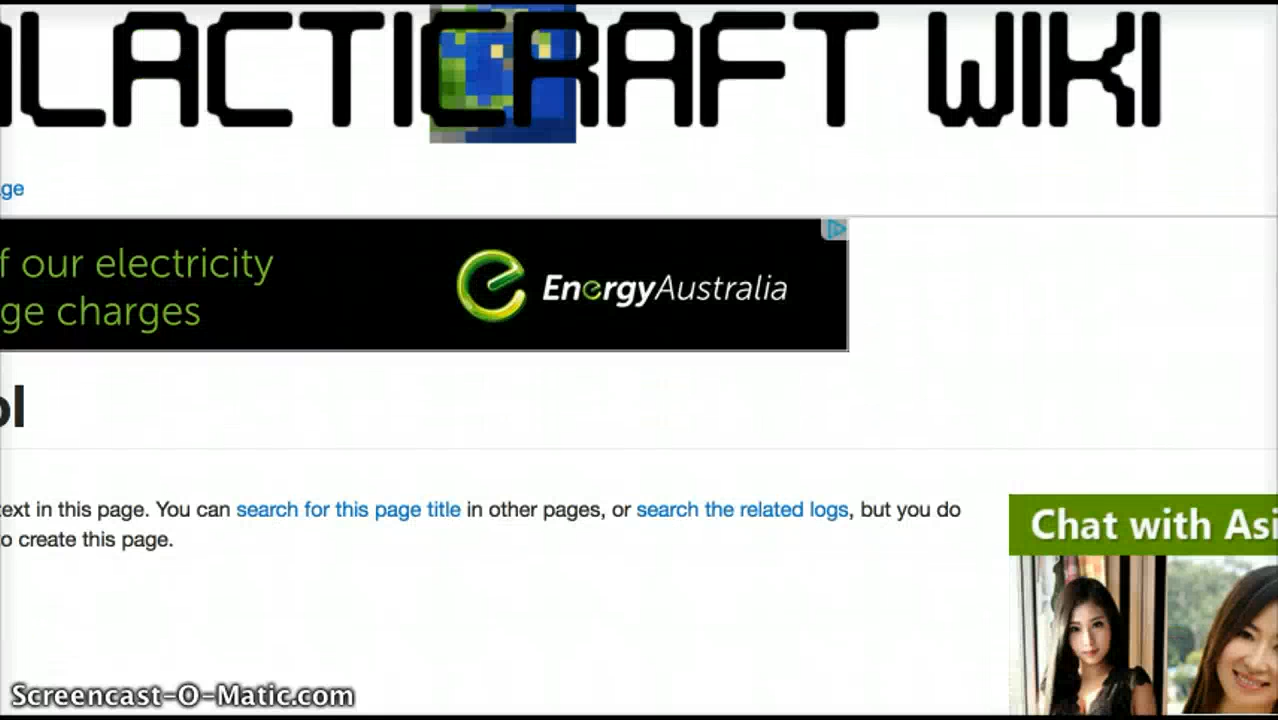 LACTICRAFT WIKI
ge
f our electricity
ge charges
EnergyAustralia
ol
text in this page. You can search for this page title in other pages, or search the related logs, but you do
o create this page.
Chat with Asi
Screencast-O-Matic.com